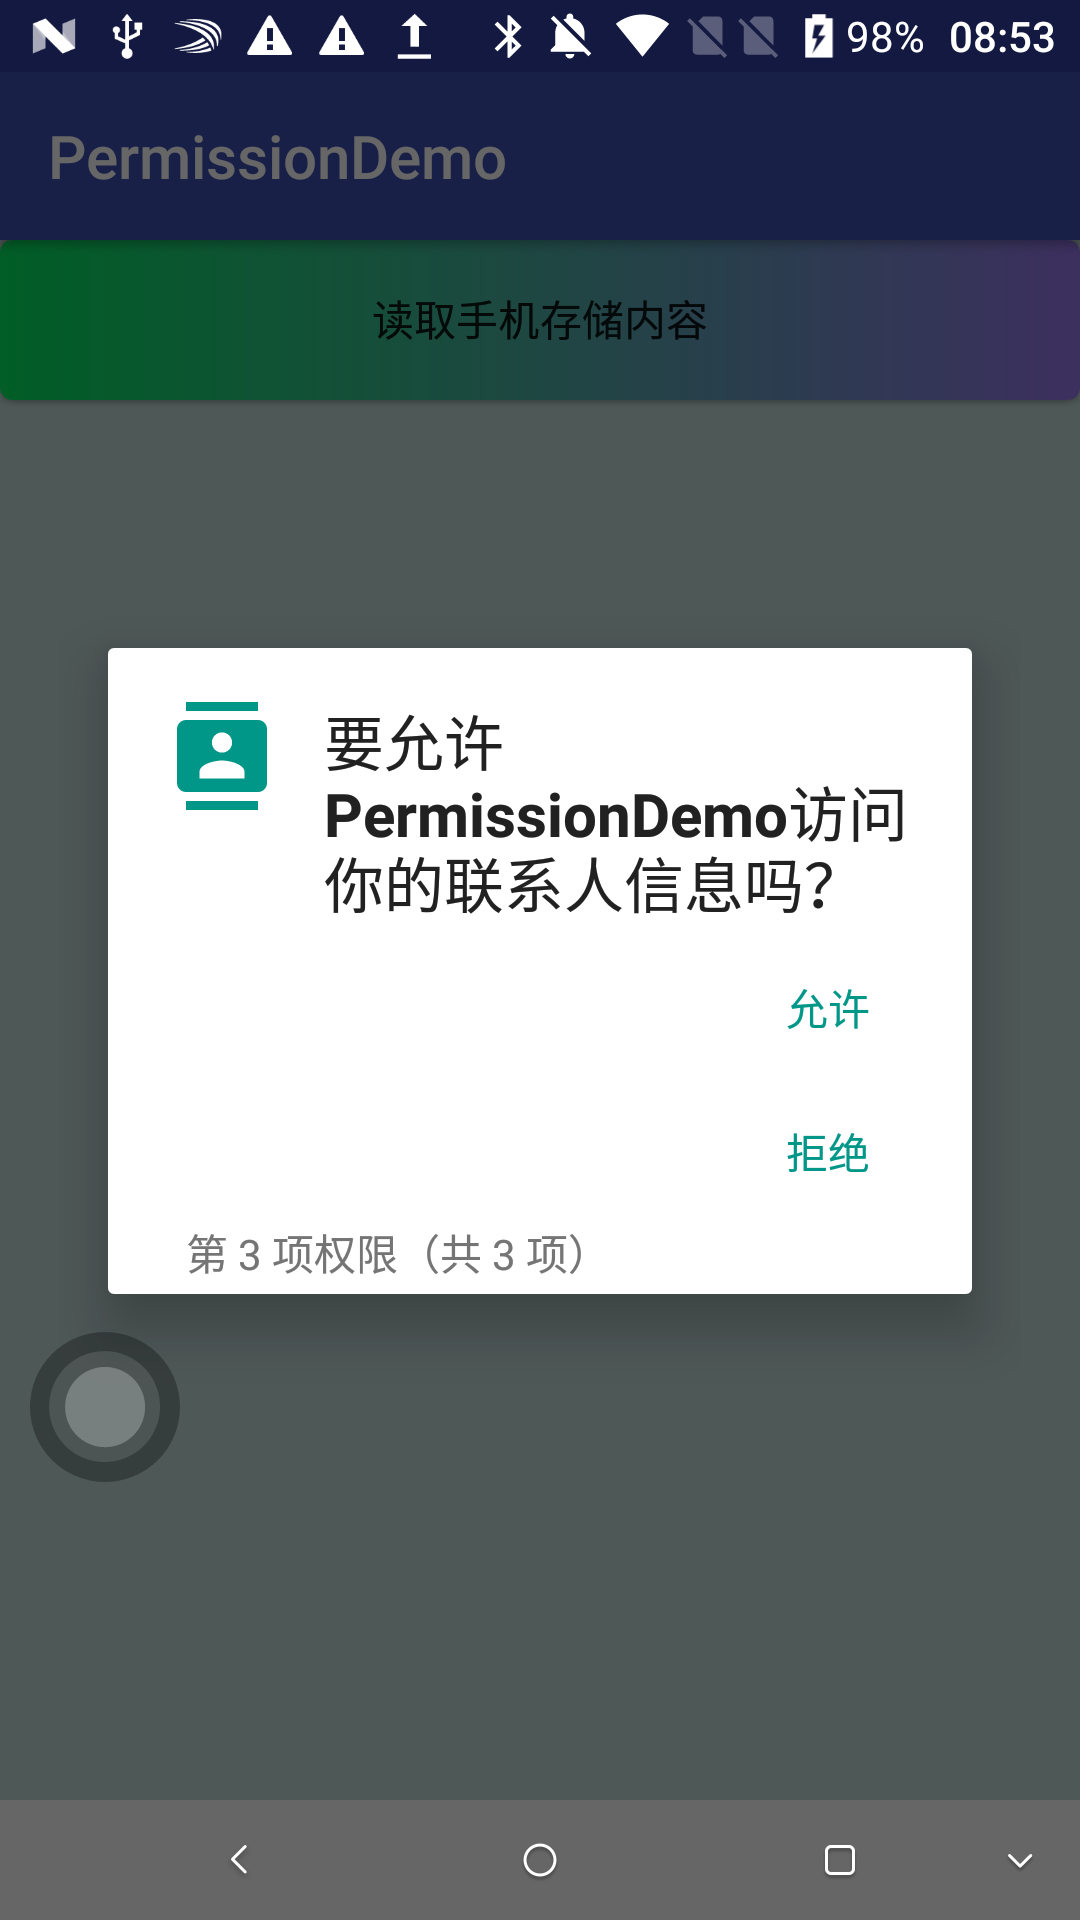 98% 08:53
PermissionDemo
读取手机存储内容
要允许
PermissionDemo访问
你的联系人信息吗？
允许
拒绝
第 3 项权限（共 3 项）